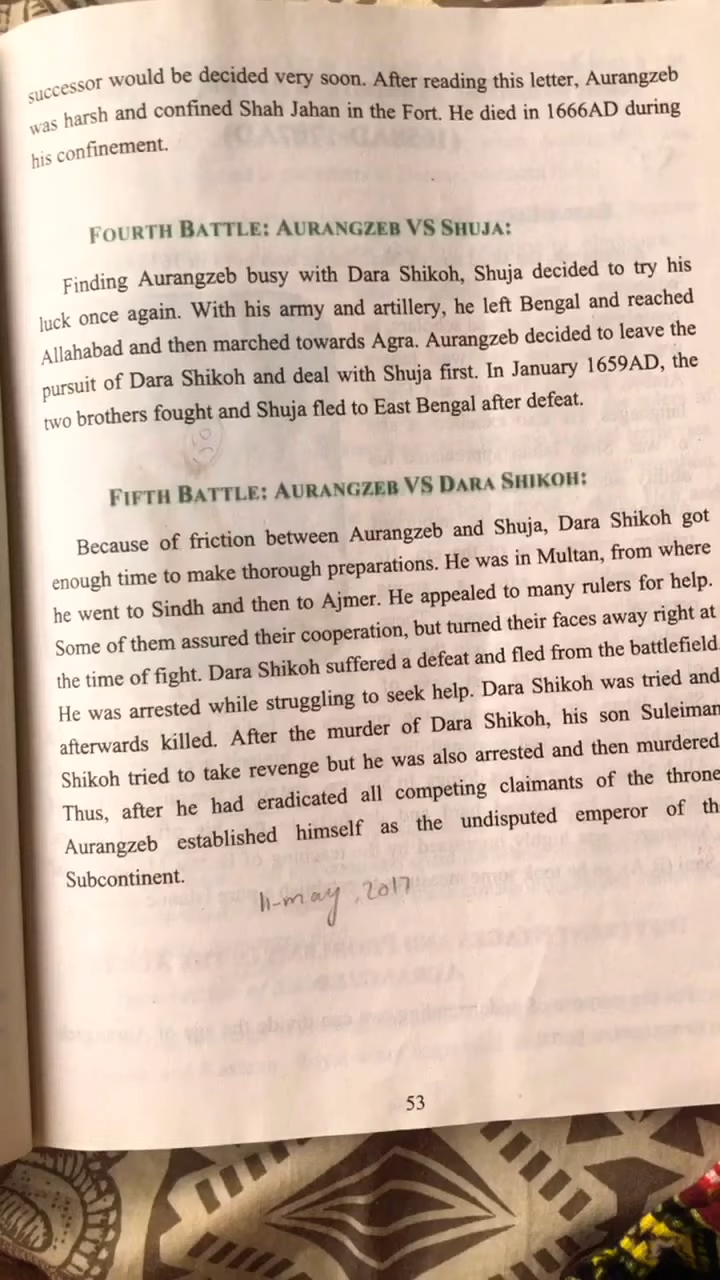 successor would be decided very soon. After reading this letter, Aurangzeb
was harsh and confined Shah Jahan in the Fort. He died in 1666AD during
his confinement.
FOURTH BATTLE: AURANGZEB VS SHUJA:
Finding Aurangzeb busy with Dara Shikoh, Shuja decided to try his
luck once again. With his army and artillery, he left Bengal and reached
Allahabad and then marched towards Agra. Aurangzeb decided to leave the
pursuit of Dara Shikoh and deal with Shuja first. In January 1659AD, the
two brothers fought and Shuja fled to East Bengal after defeat.
FIFTH BATTLE: AURANGZEB VS DARA SHIKOH:
Because of friction between Aurangzeb and Shuja, Dara Shikoh got
enough time to make thorough preparations. He was in Multan, from where
he went to Sindh and then to Ajmer. He appealed to many rulers for help.
Some of them assured their cooperation, but turned their faces away right at
the time of fight. Dara Shikoh suffered a defeat and fled from the battlefield.
He was arrested while struggling to seek help. Dara Shikoh was tried and
afterwards killed. After the murder of Dara Shikoh, his son Suleiman
Shikoh tried to take revenge but he was also arrested and then murdered
Thus, after he had eradicated all competing claimants of the throne
Aurangzeb established himself as the undisputed emperor of th
Subcontinent.
11-may, 2017
53